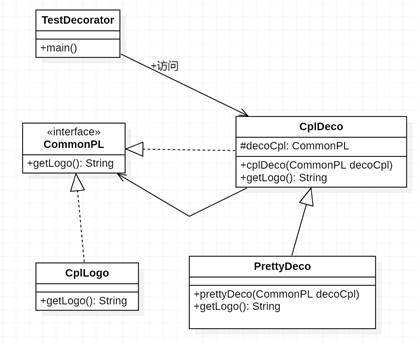 TestDecorator
+main()
+访问
«interface»
CommonPL
+getLogo(): String
CplDeco
#decoCpl: CommonPL
+cplDeco(CommonPL decoCpl)
+getLogo(): String
CplLogo
+getLogo(): String
PrettyDeco
+prettyDeco(CommonPL decoCpl)
+getLogo(): String